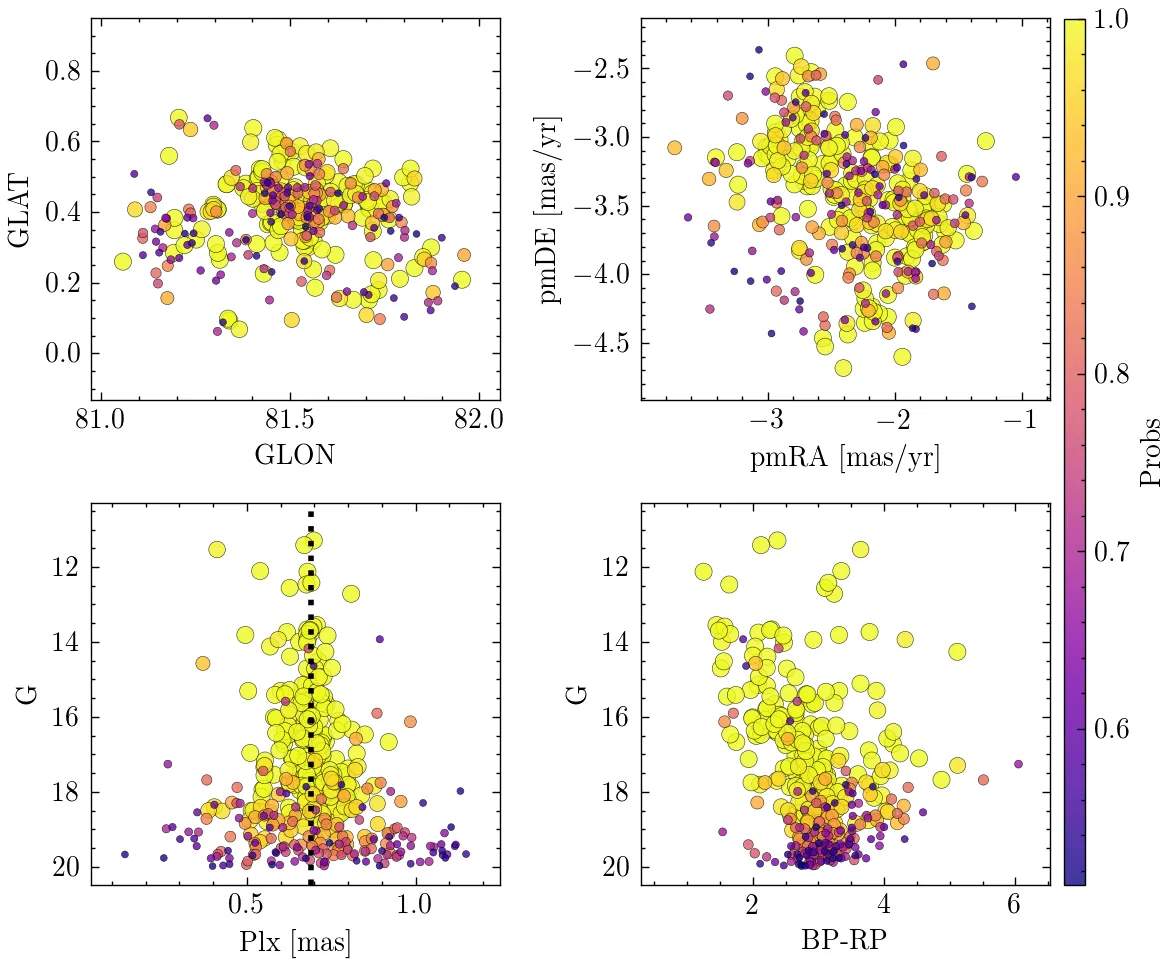 0.8
0.6
0.4
0.2
0.0
GLAT
81.0 81.5 82.0
GLON
−2.5
−3.0
−3.5
−4.0
−4.5
pmDE [mas/yr]
−3 −2 −1
pmRA [mas/yr]
12
14
16
18
20
G
0.5 1.0
Plx [mas]
12
14
16
18
20
G
2 4 6
BP-RP
1.0
0.9
0.8
0.7
0.6
Probs